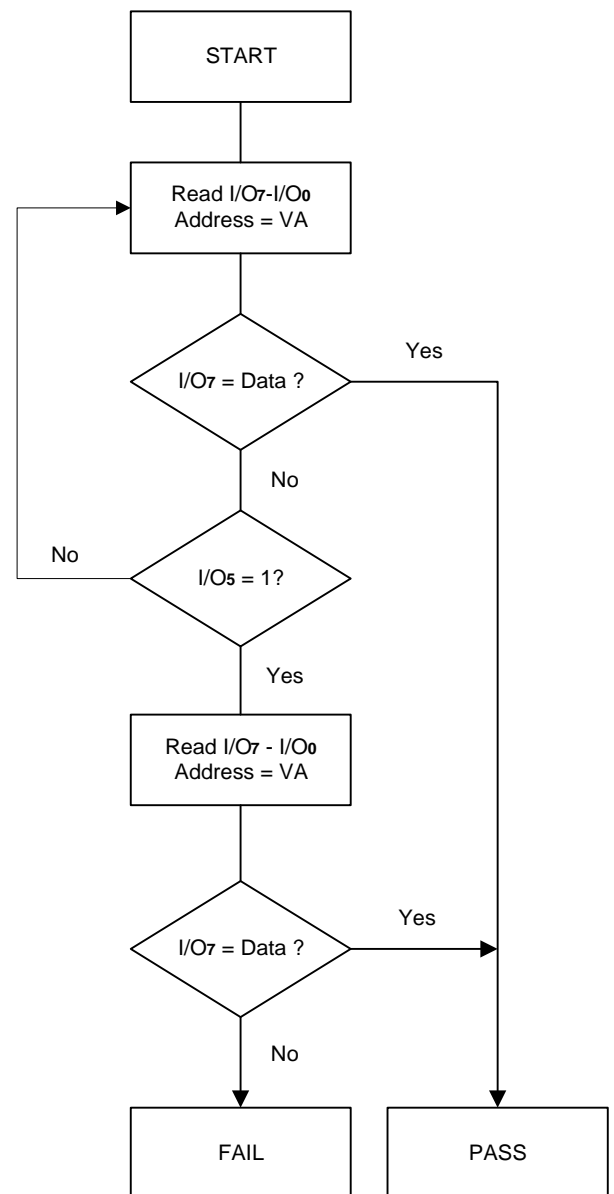 START
Read I/O7-I/O0
Address = VA
I/O7 = Data ?
Yes
No
No
I/O5 = 1?
Yes
Read I/O7 - I/O0
Address = VA
I/O7 = Data ?
Yes
No
FAIL
PASS